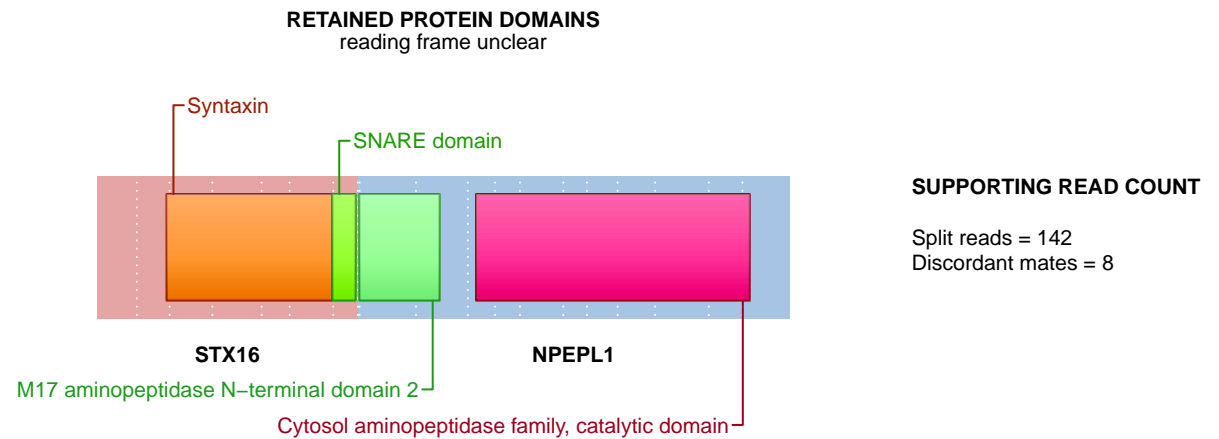 RETAINED PROTEIN DOMAINS
reading frame unclear
Syntaxin
SNARE domain
SUPPORTING READ COUNT
Split reads = 142
Discordant mates = 8
STX16
NPEPL1
M17 aminopeptidase N−terminal domain 2
Cytosol aminopeptidase family, catalytic domain